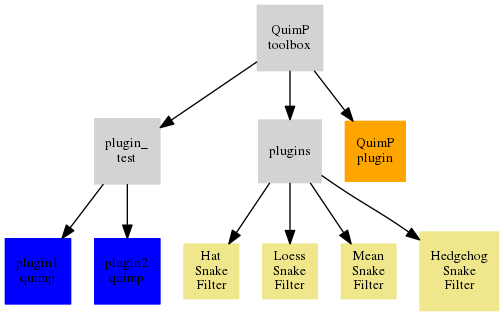 QuimP
toolbox
plugin_
test
plugins
QuimP
plugin
plugin1
quimp
plugin2
quimp
Hat
Snake
Filter
Loess
Snake
Filter
Mean
Snake
Filter
Hedgehog
Snake
Filter